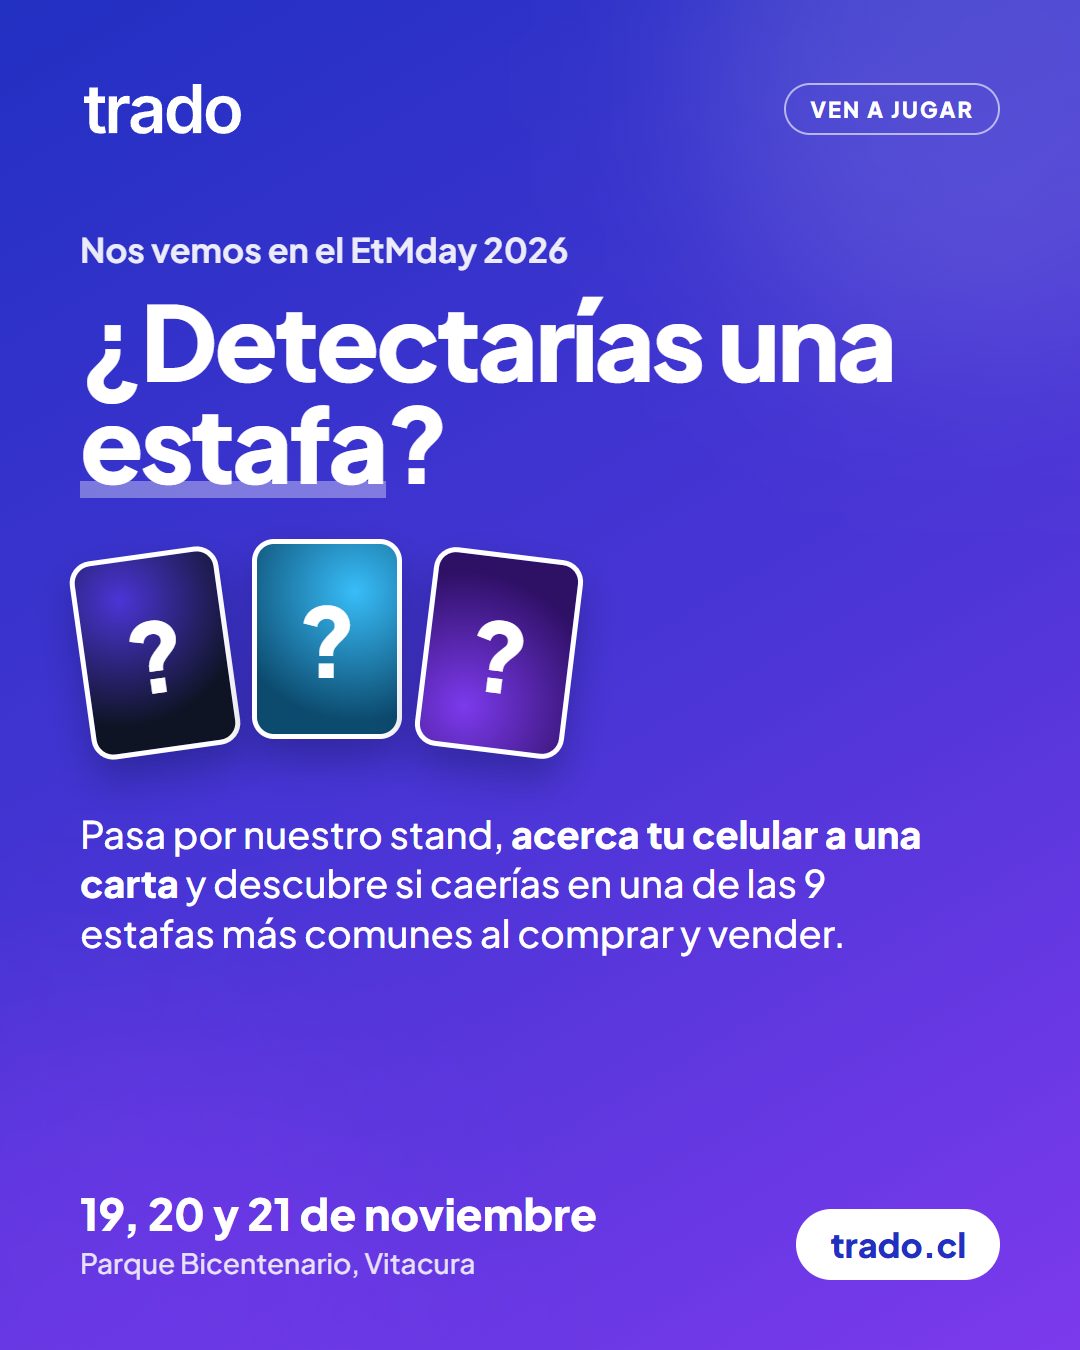 trado
VEN A JUGAR
Nos vemos en el EtMday 2026
¿Detectarías una
estafa?
? ? ?
Pasa por nuestro stand, acerca tu celular a una
carta y descubre si caerías en una de las 9
estafas más comunes al comprar y vender.
19, 20 y 21 de noviembre
Parque Bicentenario, Vitacura
trado.cl